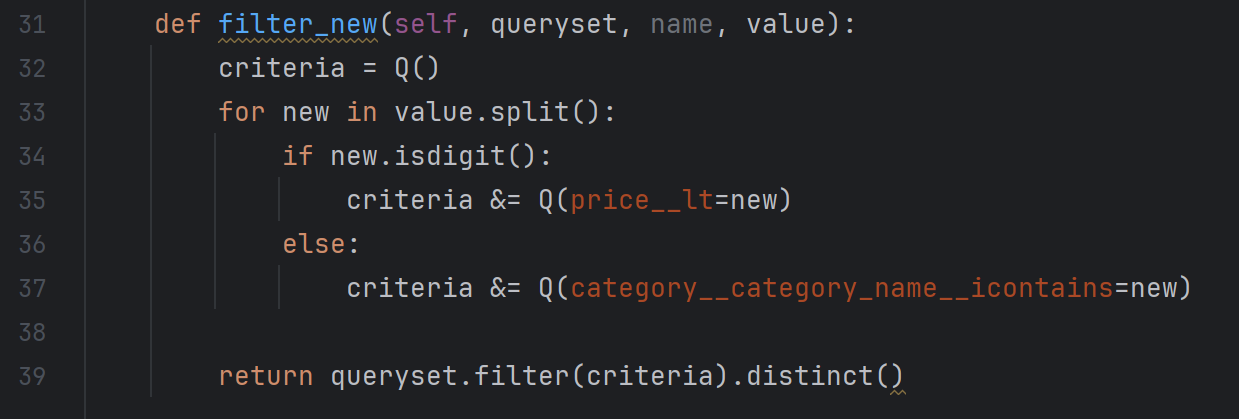 31 def filter_new(self, queryset, name, value):
32 criteria = Q()
33 for new in value.split():
34 if new.isdigit():
35 criteria &= Q(price__lt=new)
36 else:
37 criteria &= Q(category__category_name__icontains=new)
38
39 return queryset.filter(criteria).distinct()